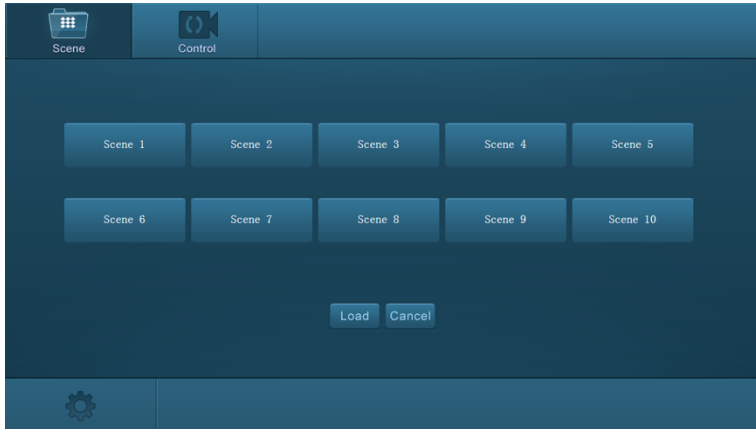 Scene Control
Scene 1 Scene 2 Scene 3 Scene 4 Scene 5
Scene 6 Scene 7 Scene 8 Scene 9 Scene 10
Load Cancel